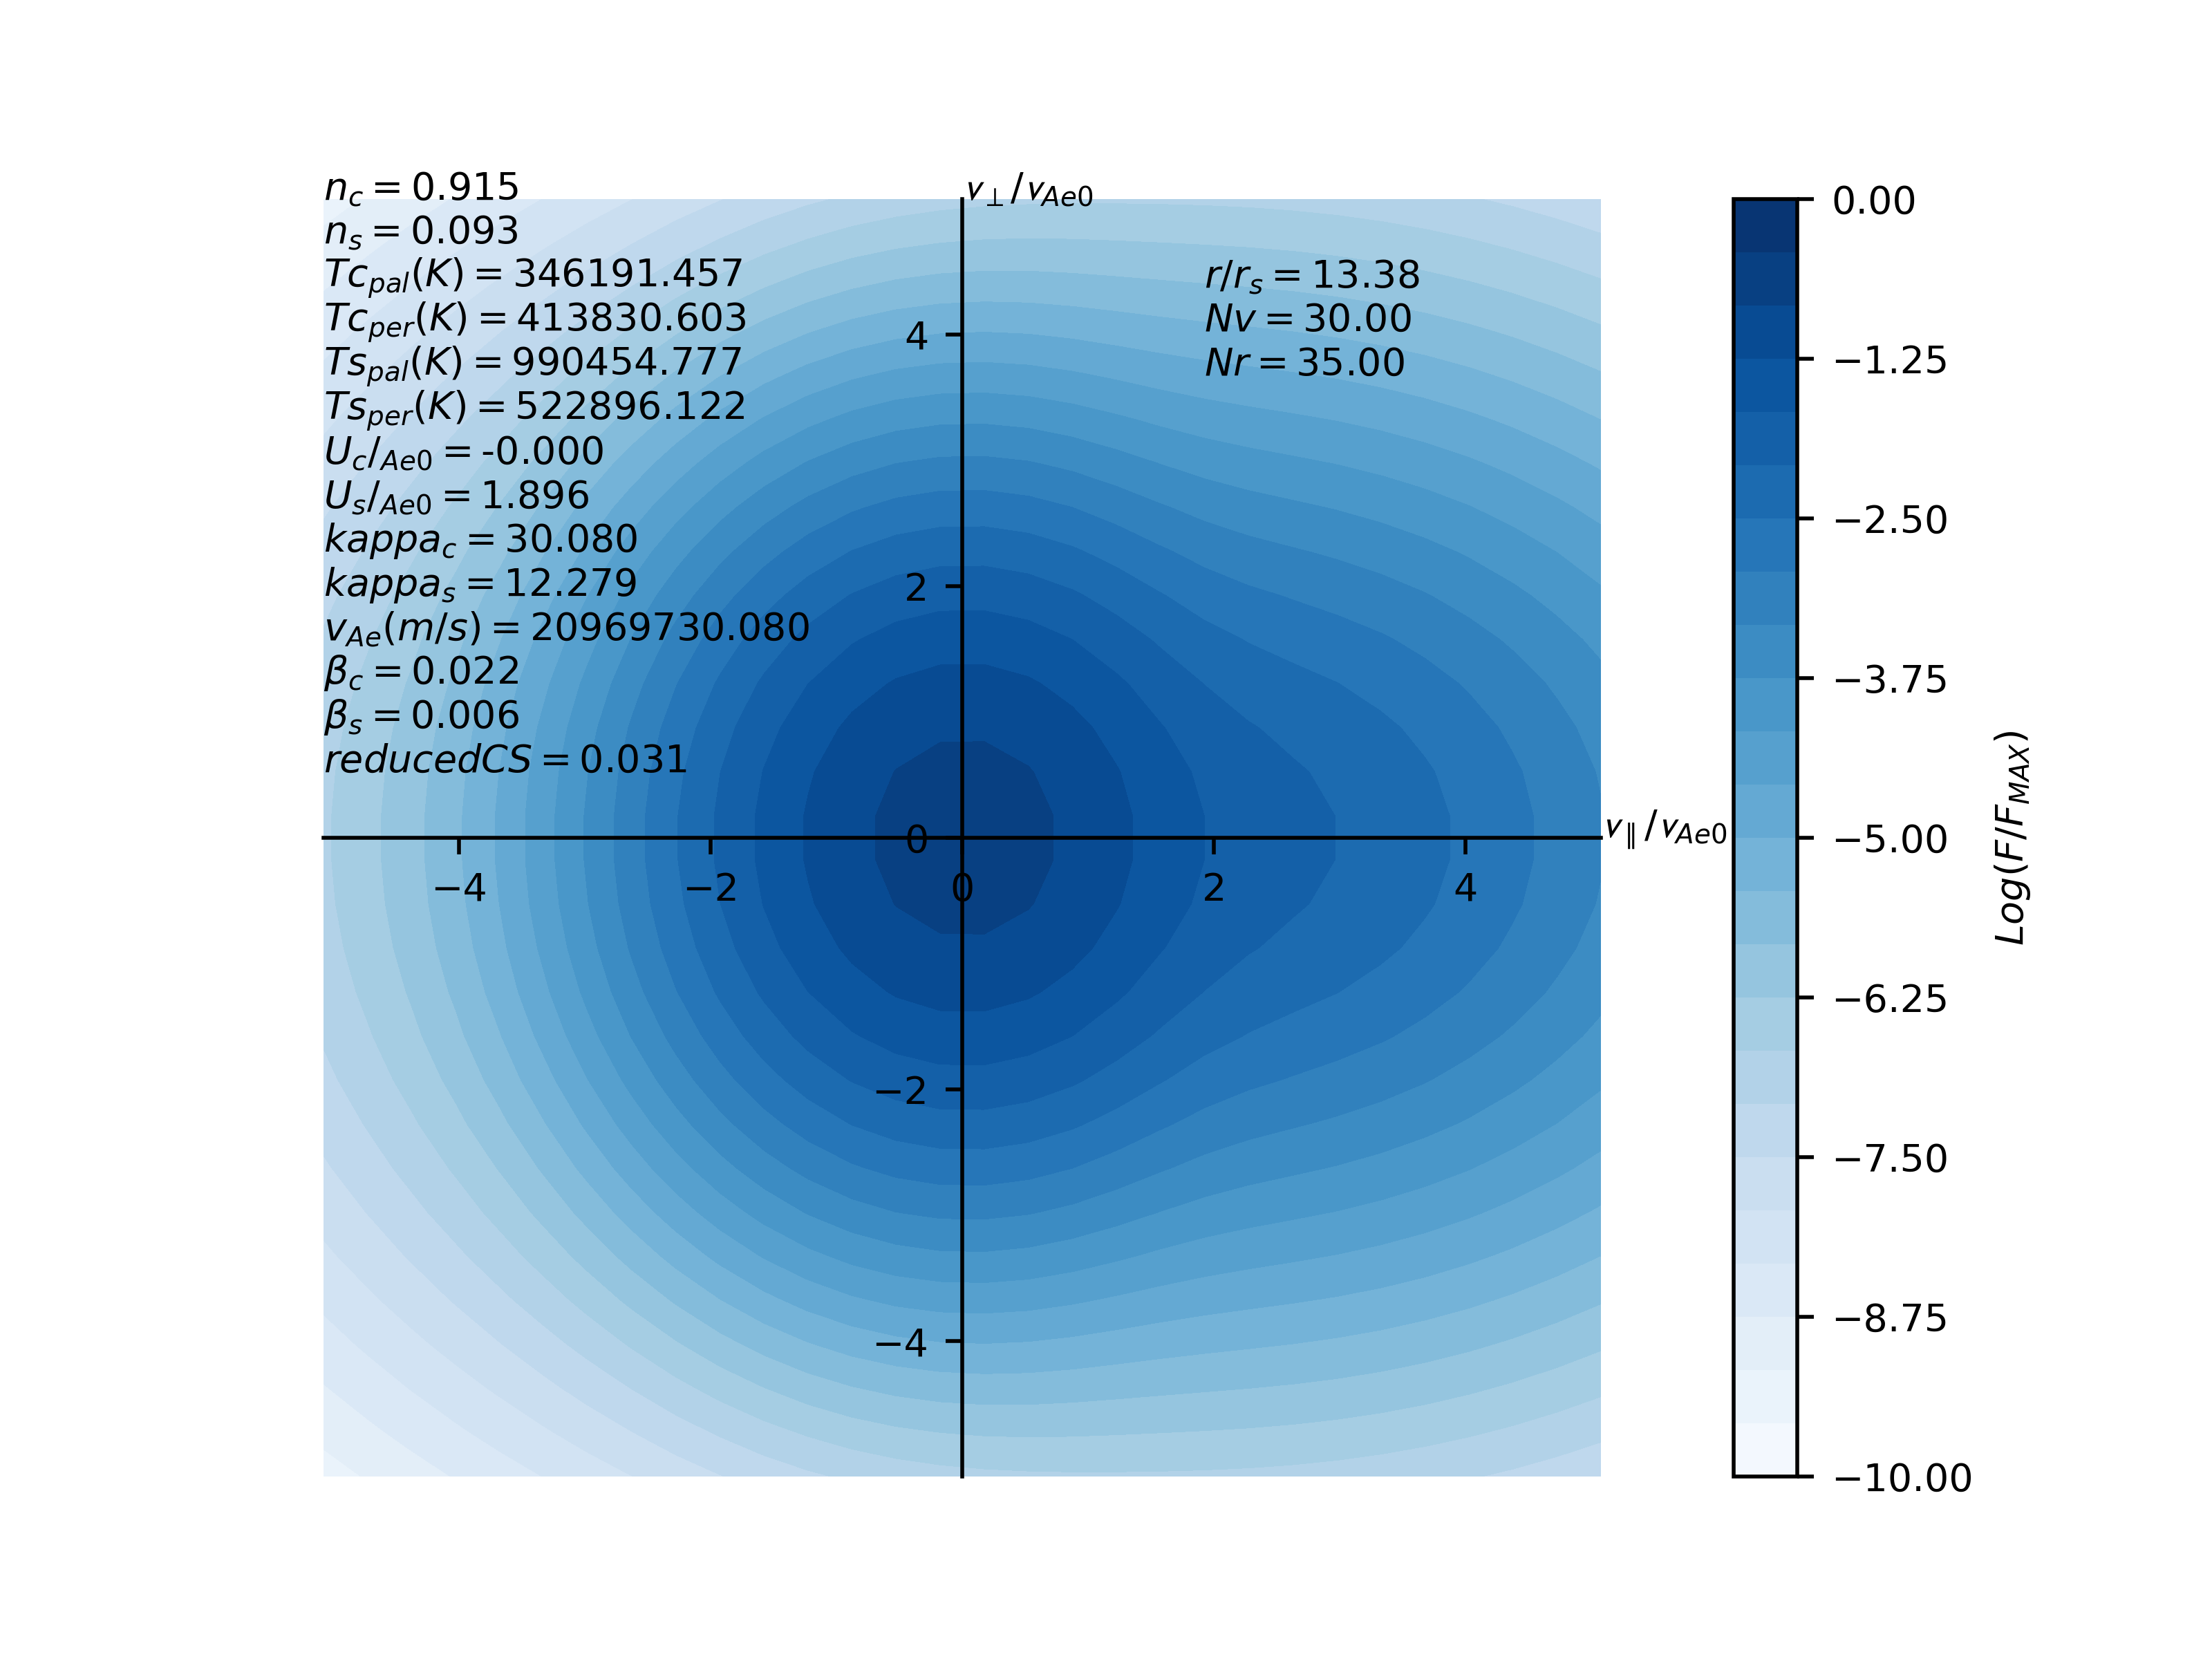 n_c = 0.915
n_s = 0.093
Tc_pal(K) = 346191.457
Tc_per(K) = 413830.603
Ts_pal(K) = 990454.777
Ts_per(K) = 522896.122
U_c/_Ae0 = -0.000
U_s/_Ae0 = 1.896
kappa_c = 30.080
kappa_s = 12.279
v_Ae(m/s) = 20969730.080
β_c = 0.022
β_s = 0.006
reducedCS = 0.031
v_⊥/v_Ae0
r/r_s = 13.38
Nv = 30.00
Nr = 35.00
4
2
0
−2
−4
−4
−2
0
2
4
v_∥/v_Ae0
0.00
−1.25
−2.50
−3.75
−5.00
−6.25
−7.50
−8.75
−10.00
Log(F/F_MAX)